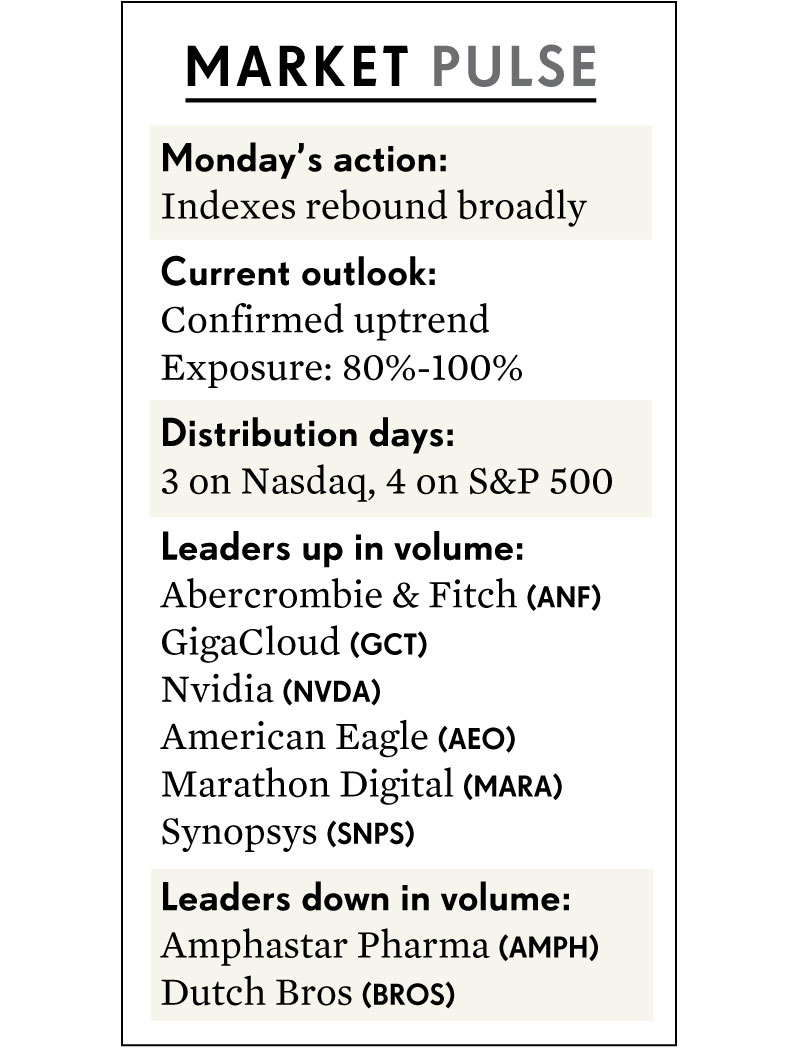 MARKET PULSE
Monday's action:
Indexes rebound broadly
Current outlook:
Confirmed uptrend
Exposure: 80%-100%
Distribution days:
3 on Nasdaq, 4 on S&P 500
Leaders up in volume:
Abercrombie & Fitch (ANF)
GigaCloud (GCT)
Nvidia (NVDA)
American Eagle (AEO)
Marathon Digital (MARA)
Synopsys (SNPS)
Leaders down in volume:
Amphastar Pharma (AMPH)
Dutch Bros (BROS)